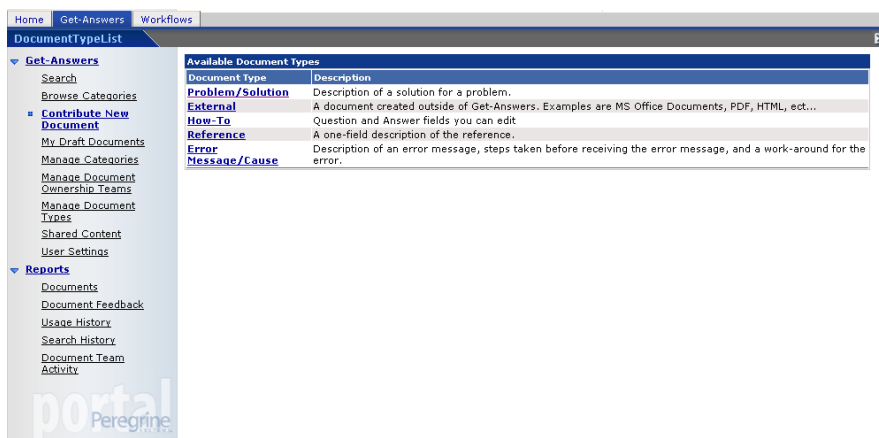 Home Get-Answers Workflows
DocumentTypeList
Get-Answers
Search
Browse Categories
Contribute New
Document
My Draft Documents
Manage Categories
Manage Document
Ownership Teams
Manage Document
Types
Shared Content
User Settings
Reports
Documents
Document Feedback
Usage History
Search History
Document Team
Activity
portal
Peregrine
Available Document Types
Document Type Description
Problem/Solution Description of a solution for a problem.
External A document created outside of Get-Answers. Examples are MS Office Documents, PDF, HTML, ect...
How-To Question and Answer fields you can edit
Reference A one-field description of the reference.
Error Description of an error message, steps taken before receiving the error message, and a work-around for the
Message/Cause error.